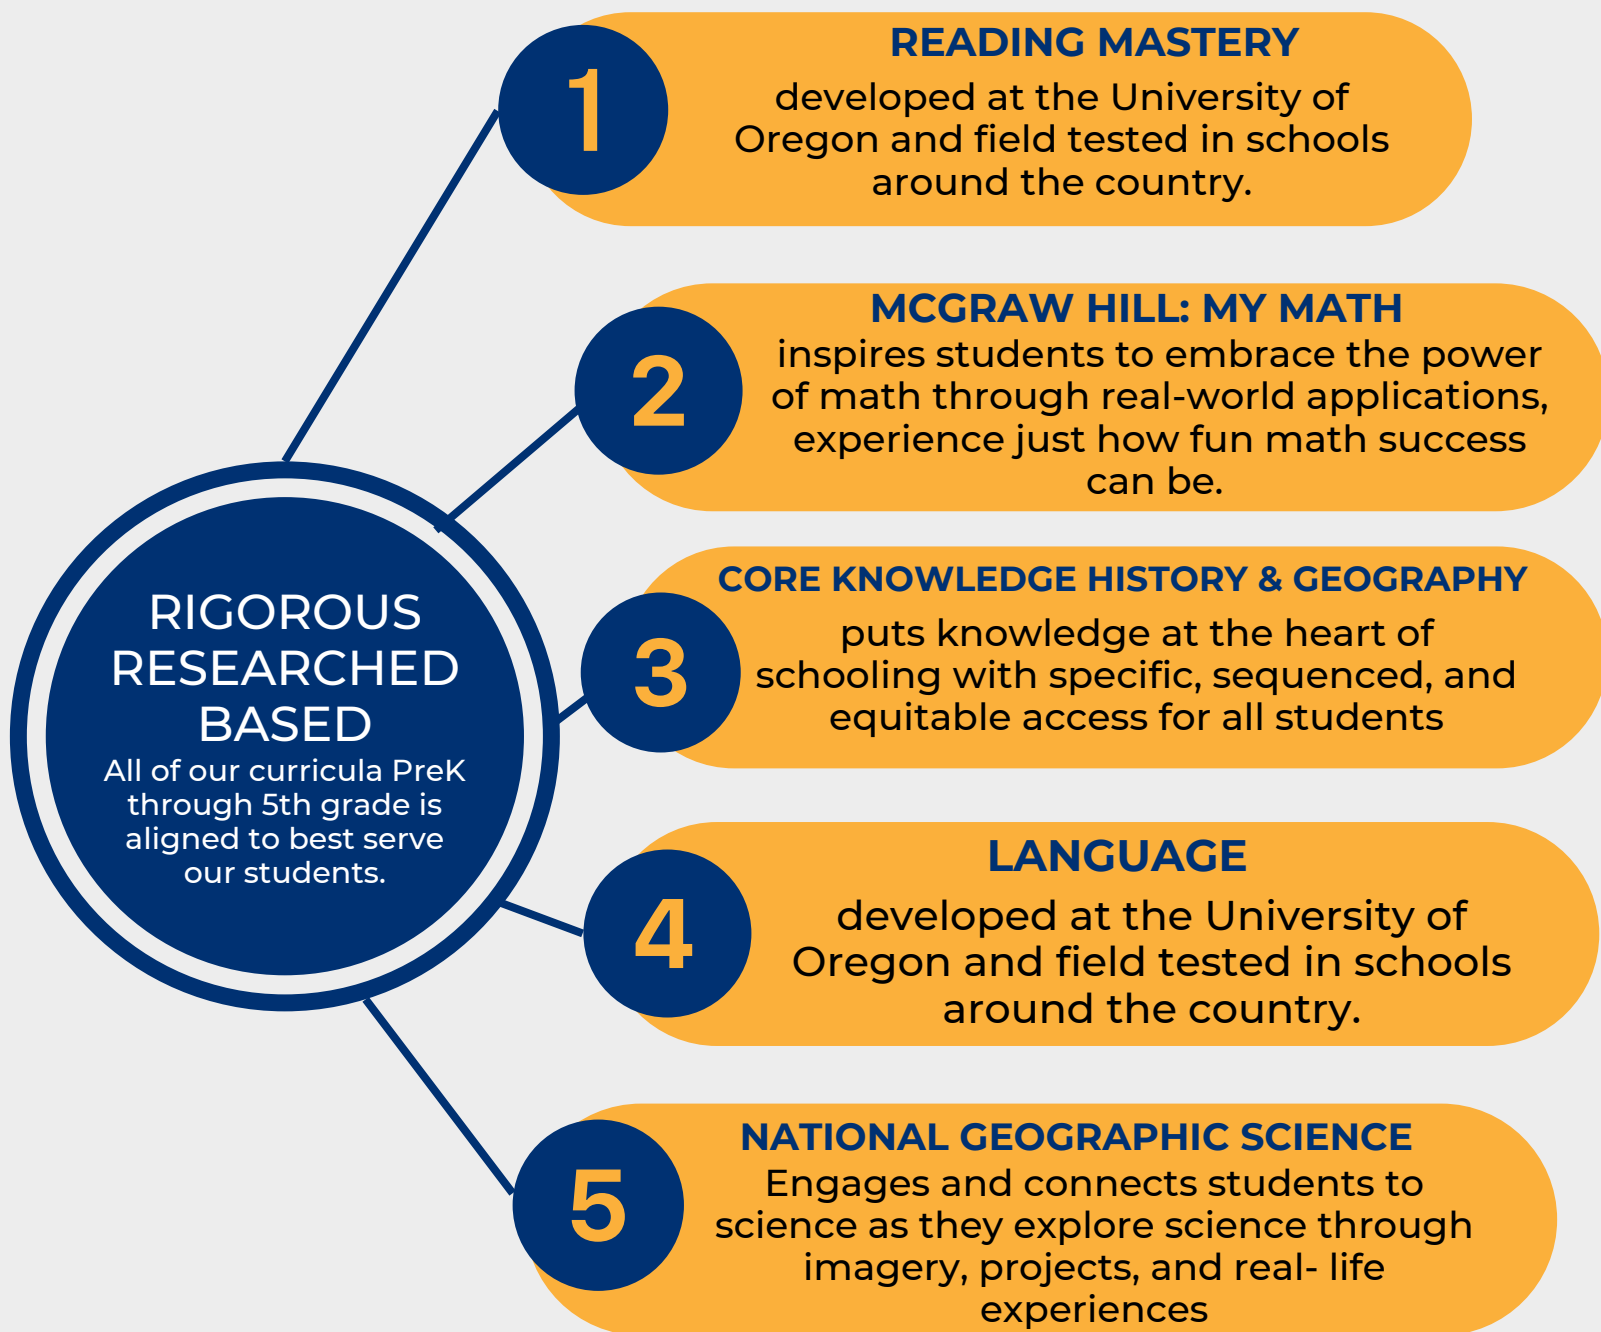 1
READING MASTERY
developed at the University of
Oregon and field tested in schools
around the country.
2
MCGRAW HILL: MY MATH
inspires students to embrace the power
of math through real-world applications,
experience just how fun math success
can be.
RIGOROUS
RESEARCHED
BASED
All of our curricula PreK
through 5th grade is
aligned to best serve
our students.
3
CORE KNOWLEDGE HISTORY & GEOGRAPHY
puts knowledge at the heart of
schooling with specific, sequenced, and
equitable access for all students
4
LANGUAGE
developed at the University of
Oregon and field tested in schools
around the country.
5
NATIONAL GEOGRAPHIC SCIENCE
Engages and connects students to
science as they explore science through
imagery, projects, and real- life
experiences